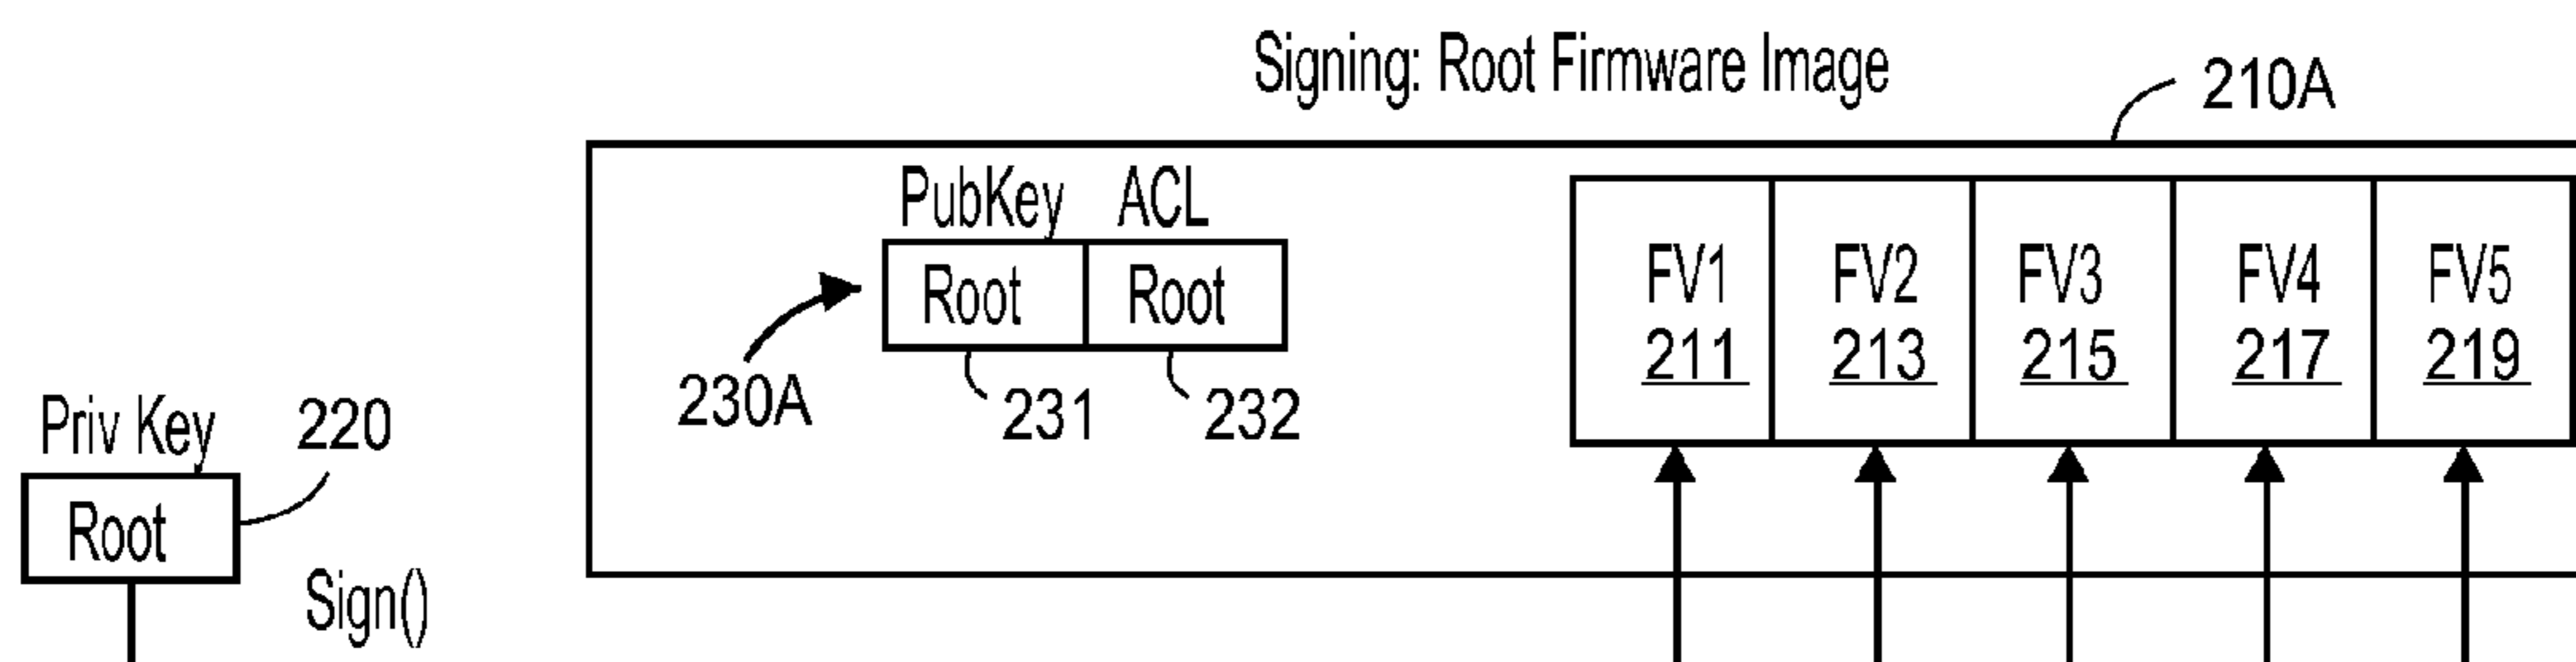 Signing: Root Firmware Image
210A
PubKey ACL
Root Root
230A
231 232
FV1 FV2 FV3 FV4 FV5
211 213 215 217 219
Priv Key 220
Root
Sign()